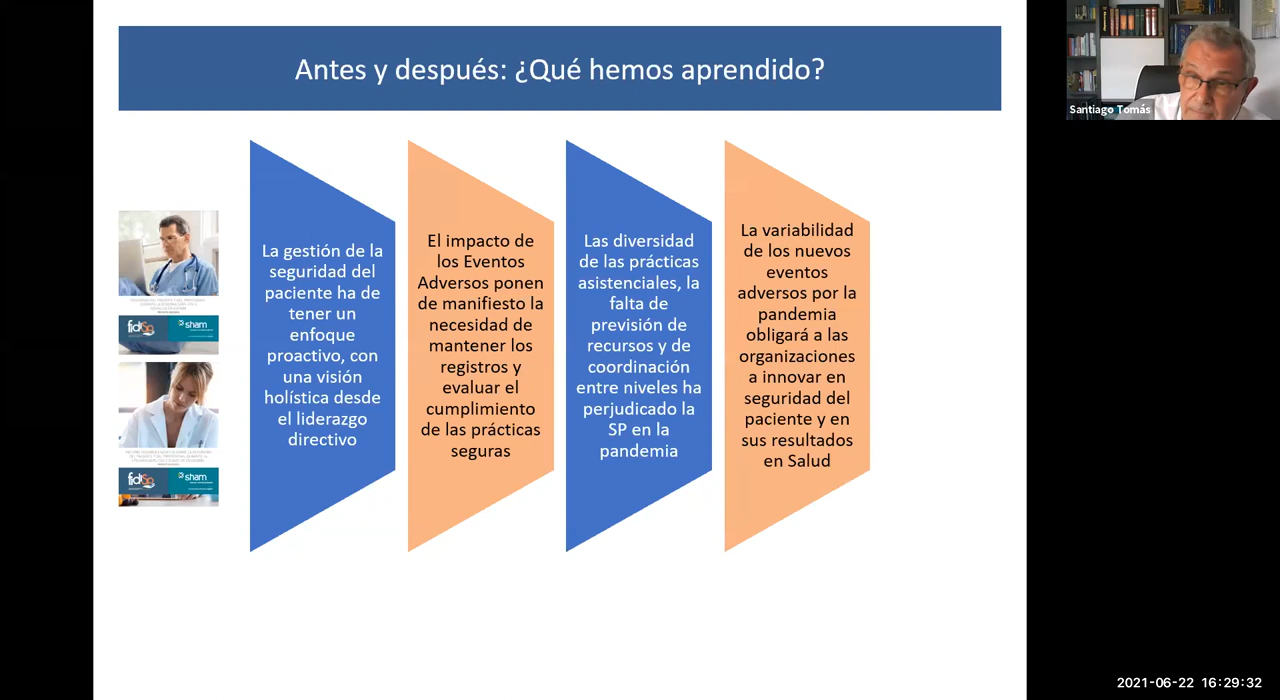 Antes y después: ¿Qué hemos aprendido?
La gestión de la
seguridad del
paciente ha de
tener un
enfoque
proactivo, con
una visión
holística desde
el liderazgo
directivo
El impacto de
los Eventos
Adversos ponen
de manifiesto la
necesidad de
mantener los
registros y
evaluar el
cumplimiento
de las prácticas
seguras
Las diversidad
de las prácticas
asistenciales, la
falta de
previsión de
recursos y de
coordinación
entre niveles ha
perjudicado la
SP en la
pandemia
La variabilidad
de los nuevos
eventos
adversos por la
pandemia
obligará a las
organizaciones
a innovar en
seguridad del
paciente y en
sus resultados
en Salud
sham
sham
Santiago Tomás
2021-06-22 16:29:32